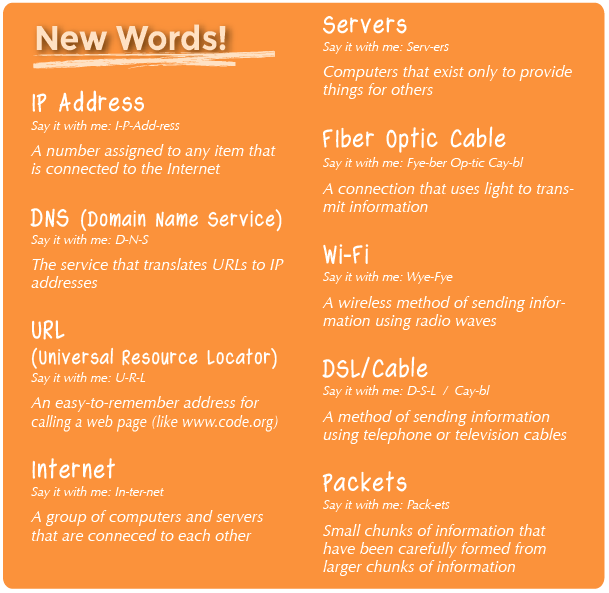 New Words!
IP Address
Say it with me: I-P-Add-ress
A number assigned to any item that
is connected to the Internet
DNS (Domain Name Service)
Say it with me: D-N-S
The service that translates URLs to IP
addresses
URL
(Universal Resource Locator)
Say it with me: U-R-L
An easy-to-remember address for
calling a web page (like www.code.org)
Internet
Say it with me: In-ter-net
A group of computers and servers
that are conneced to each other
Servers
Say it with me: Serv-ers
Computers that exist only to provide
things for others
FIber Optic Cable
Say it with me: Fye-ber Op-tic Cay-bl
A connection that uses light to trans-
mit information
Wi-Fi
Say it with me: Wye-Fye
A wireless method of sending infor-
mation using radio waves
DSL/Cable
Say it with me: D-S-L / Cay-bl
A method of sending information
using telephone or television cables
Packets
Say it with me: Pack-ets
Small chunks of information that
have been carefully formed from
larger chunks of information